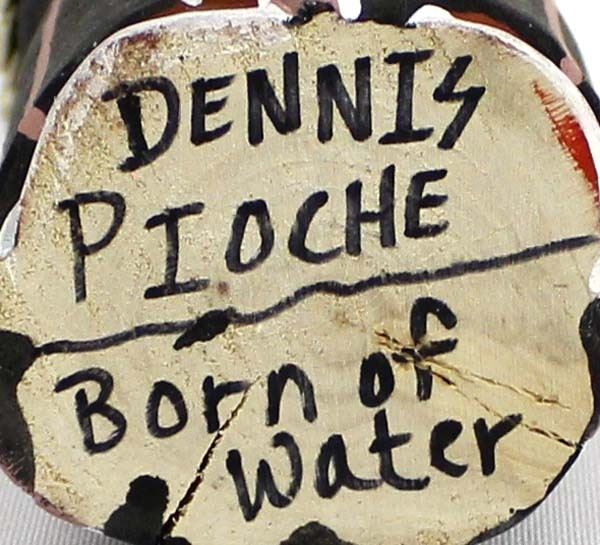 DENNIS
PIOCHE
Born of
Water